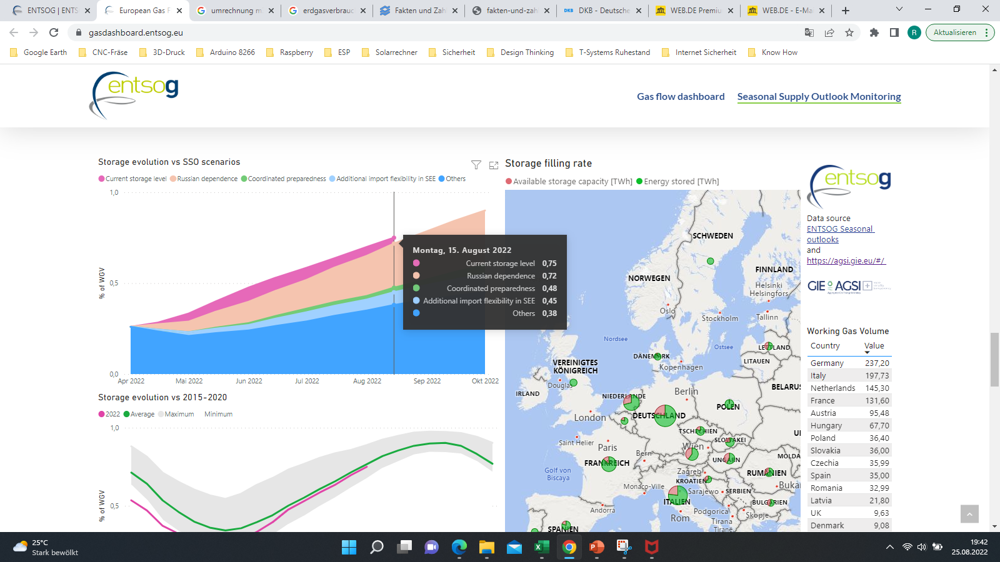 ENTSOG | ENTS
European Gas F
umrechnung m
erdgasverbrauc
Fakten und Zah
fakten-und-zah
DKB
DKB - Deutsche
WEB.DE Premiu
WEB.DE - E-Ma
gasdashboard.entsog.eu
R
Aktualisieren
Google Earth
CNC-Fräse
3D-Druck
Arduino 8266
Raspberry
ESP
Solarrechner
Sicherheit
Design Thinking
T-Systems Ruhestand
Internet Sicherheit
Know How
entsog
Gas flow dashboard
Seasonal Supply Outlook Monitoring
Storage evolution vs SSO scenarios
Current storage level Russian dependence Coordinated preparedness Additional import flexibility in SEE Others
1,0
0,5
0,0
% of WGV
Apr 2022 Mai 2022 Jun 2022 Jul 2022 Aug 2022 Sep 2022 Okt 2022
Montag, 15. August 2022
Current storage level 0,75
Russian dependence 0,72
Coordinated preparedness 0,48
Additional import flexibility in SEE 0,45
Others 0,38
Storage evolution vs 2015-2020
2022 Average Maximum Minimum
1,0
0,5
% of WGV
Storage filling rate
Available storage capacity [TWh] Energy stored [TWh]
SCHWEDEN
NORWEGEN
FINNLAND
Helsinki
Helsingfors
Oslo
Stockholm
Tallinn
Nordsee
Ostsee
LETTLAND
DÄNEMARK
LITAUEN
Kopenhagen
VEREINIGTES
KÖNIGREICH
Douglas
BELARUS
IRLAND
NIEDERLANDE
Berlin
POLEN
London
DEUTSCHLAND
TSCHECHIEN
Saint Helier
Paris
SLOWAKEI
Wien
Bern
UNGARN
MOLDA
FRANKREICH
Golf von
Biscaya
Zagreb
RUMÄNIEN
KROATIEN
Monaco-Ville
Sarajewo
SERBIEN
Bukar
ITALIEN
BULGARIEN
Andorra
Rom
Podgorica
Skopje
Tirana
Tiranë
SPANIEN
entsog
Data source
ENTSOG Seasonal
outlooks
and
https://agsi.gie.eu/#/
GIE AGSI
Working Gas Volume
Country Value
Germany 237,20
Italy 197,73
Netherlands 145,30
France 131,60
Austria 95,48
Hungary 67,70
Poland 36,40
Slovakia 36,00
Czechia 35,99
Spain 35,00
Romania 32,99
Latvia 21,80
UK 9,63
Denmark 9,08
25°C
Stark bewölkt
19:42
25.08.2022